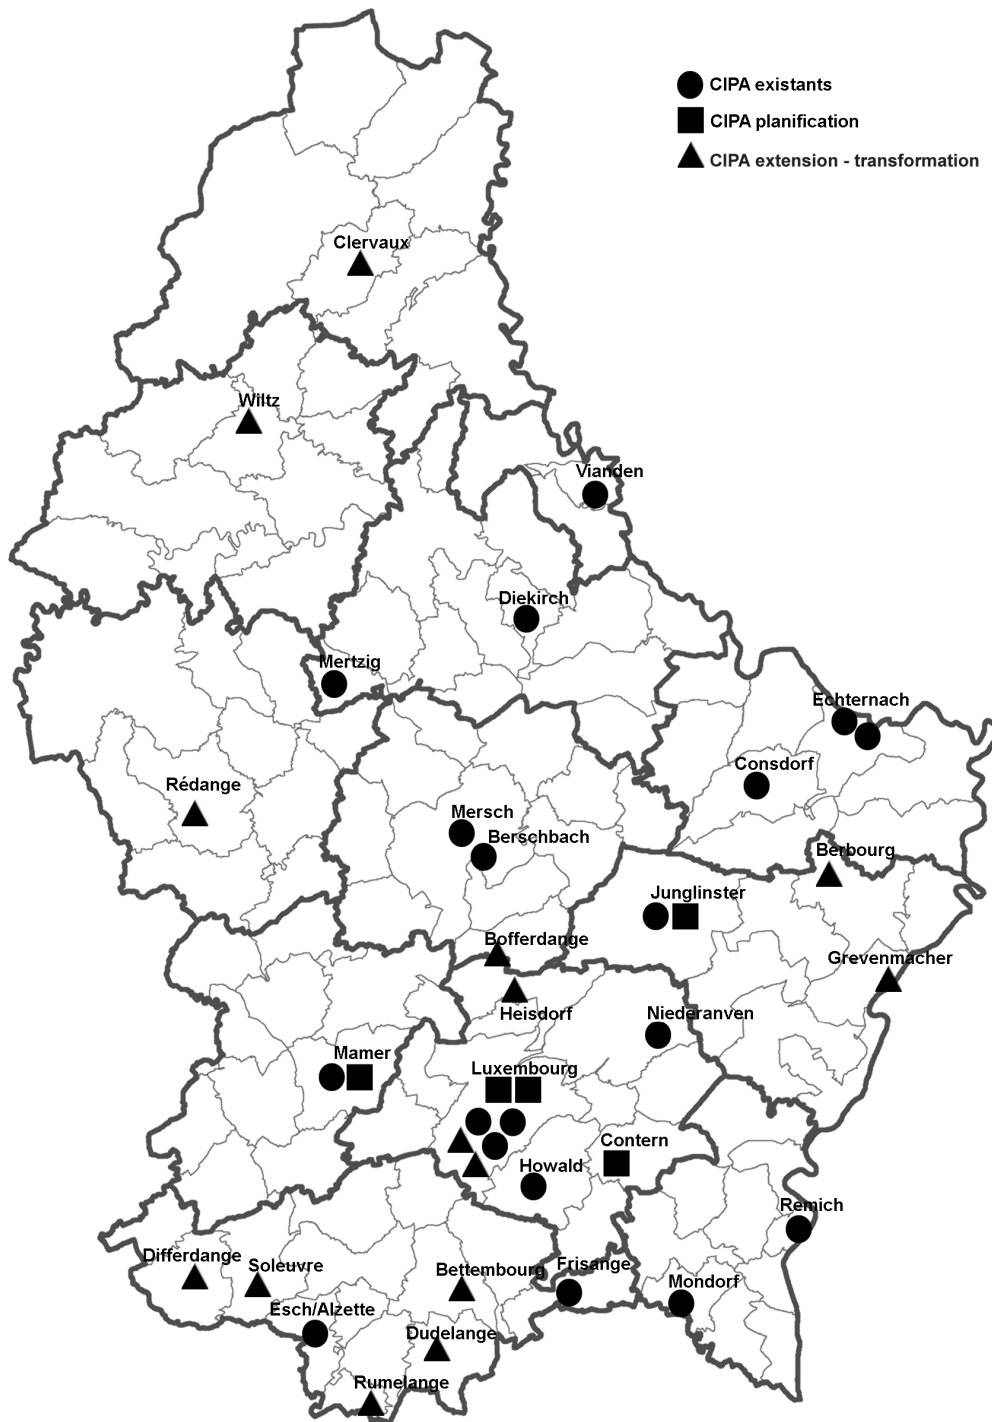 CIPA existants
CIPA planification
CIPA extension - transformation
Clervaux
Wiltz
Vianden
Diekirch
Mertzig
Echternach
Consdorf
Rédange
Mersch
Berschbach
Berbourg
Junglinster
Bofferdange
Grevenmacher
Heisdorf
Niederanven
Mamer
Luxembourg
Contern
Howald
Remich
Differdange
Soleuvre
Bettembourg
Frisange
Mondorf
Esch/Alzette
Dudelange
Rumelange